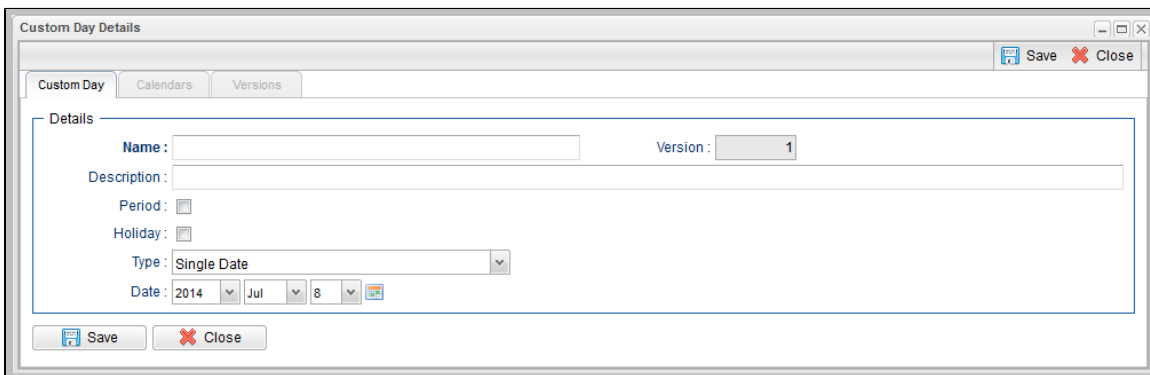 Custom Day Details
Save Close
Custom Day Calendars Versions
Details
Name : Version : 1
Description :
Period :
Holiday :
Type : Single Date
Date : 2014 Jul 8
Save Close